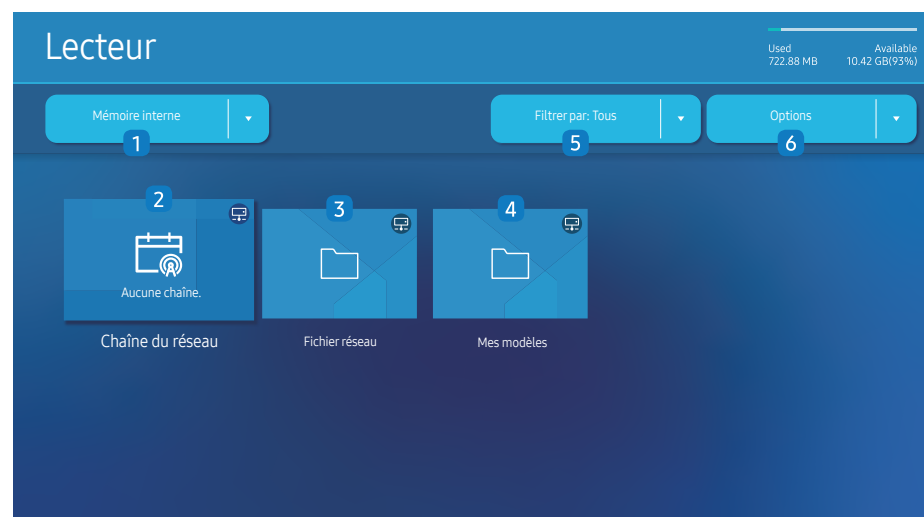 Lecteur
Used Available
722.88 MB 10.42 GB(93%)
Mémoire interne
Filtrer par: Tous
Options
1
5
6
2
3
4
Aucune chaîne.
Chaîne du réseau
Fichier réseau
Mes modèles